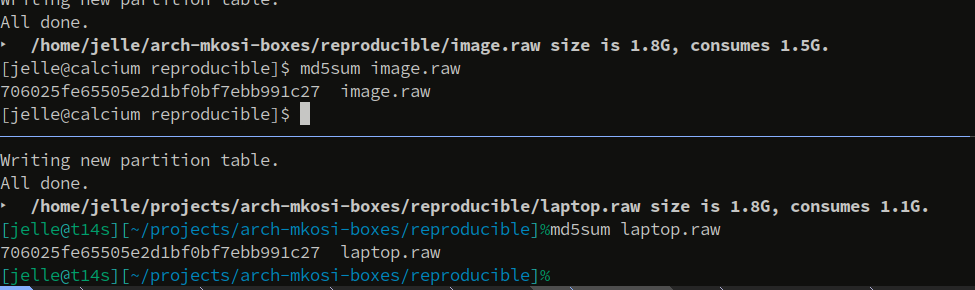 Writing new partition table.
All done.
‣  /home/jelle/arch-mkosi-boxes/reproducible/image.raw size is 1.8G, consumes 1.5G.
[jelle@calcium reproducible]$ md5sum image.raw
706025fe65505e2d1bf0bf7ebb991c27  image.raw
[jelle@calcium reproducible]$
Writing new partition table.
All done.
‣  /home/jelle/projects/arch-mkosi-boxes/reproducible/laptop.raw size is 1.8G, consumes 1.1G.
[jelle@t14s][~/projects/arch-mkosi-boxes/reproducible]%md5sum laptop.raw
706025fe65505e2d1bf0bf7ebb991c27  laptop.raw
[jelle@t14s][~/projects/arch-mkosi-boxes/reproducible]%